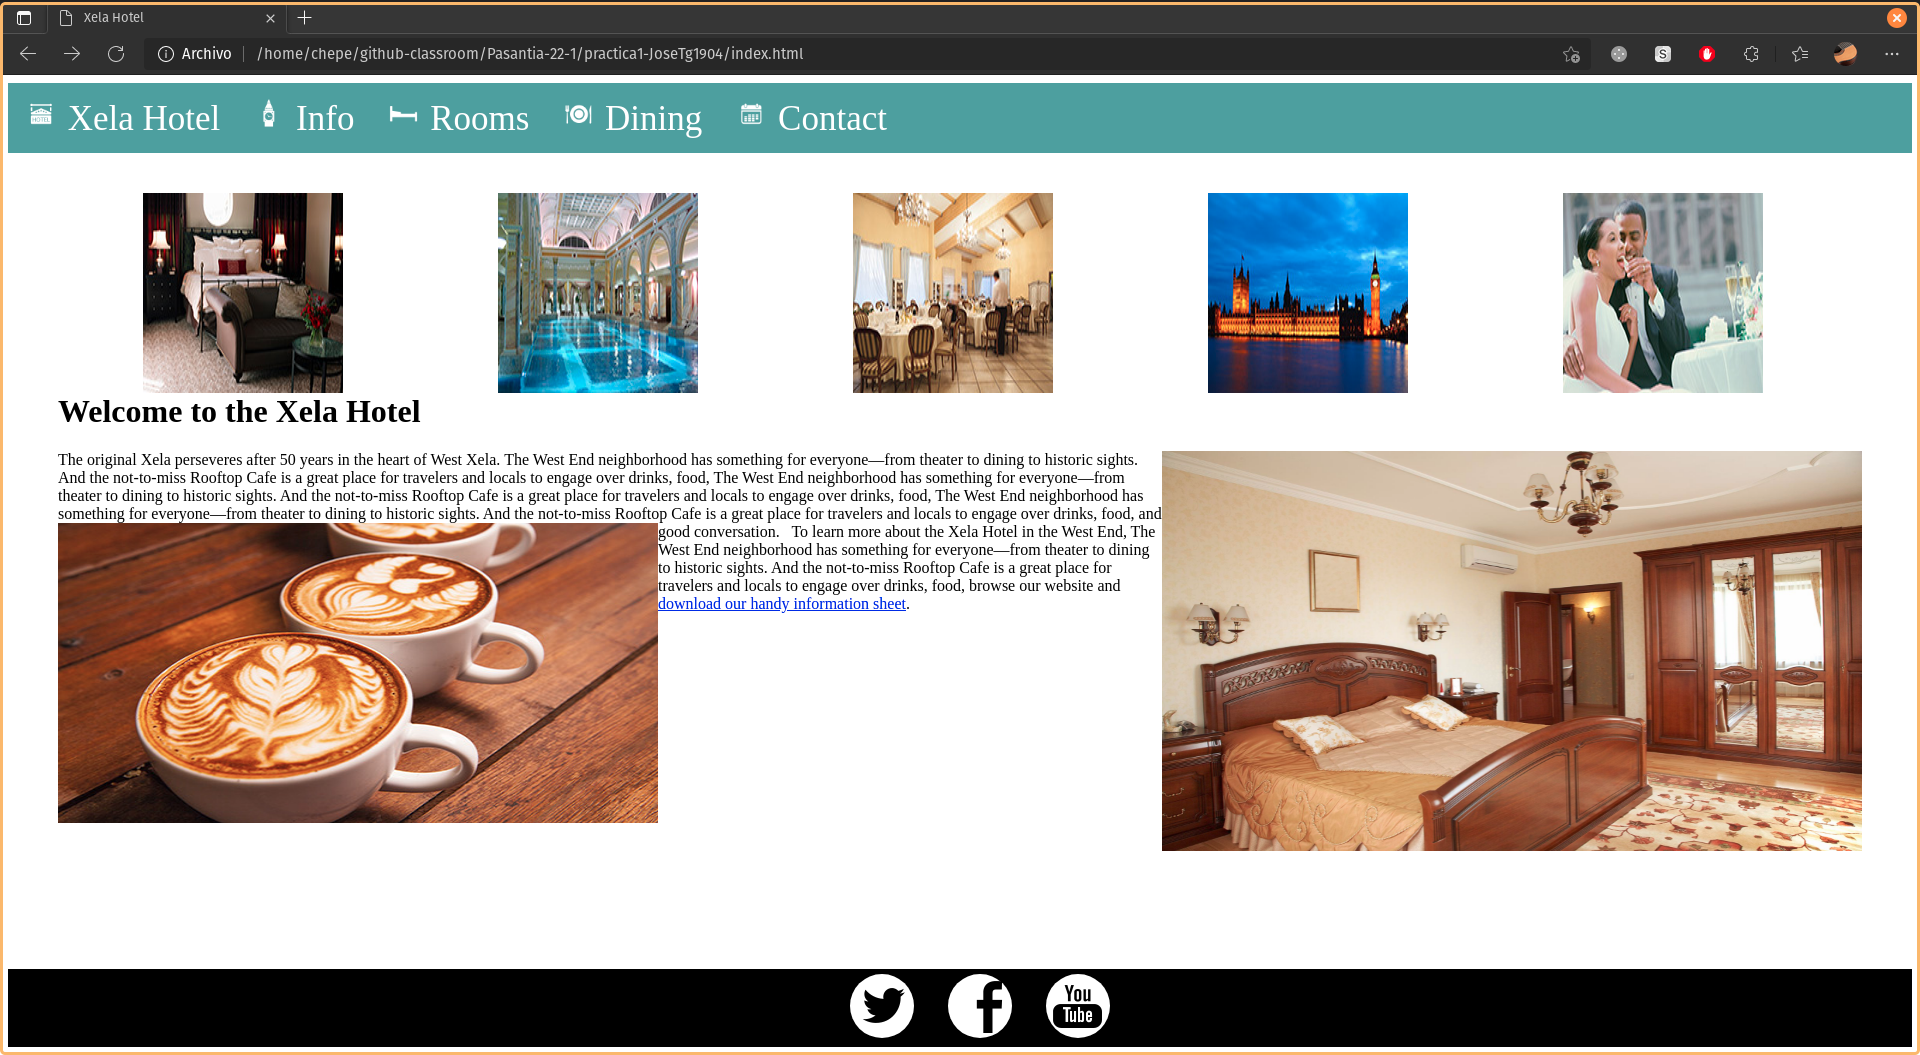 Xela Hotel
Archivo /home/chepe/github-classroom/Pasantia-22-1/practica1-JoseTg1904/index.html
S
HOTEL
Xela Hotel Info Rooms Dining Contact
Welcome to the Xela Hotel
The original Xela perseveres after 50 years in the heart of West Xela. The West End neighborhood has something for everyone—from theater to dining to historic sights.
And the not-to-miss Rooftop Cafe is a great place for travelers and locals to engage over drinks, food, The West End neighborhood has something for everyone—from
theater to dining to historic sights. And the not-to-miss Rooftop Cafe is a great place for travelers and locals to engage over drinks, food, The West End neighborhood has
something for everyone—from theater to dining to historic sights. And the not-to-miss Rooftop Cafe is a great place for travelers and locals to engage over drinks, food, and
good conversation.   To learn more about the Xela Hotel in the West End, The
West End neighborhood has something for everyone—from theater to dining
to historic sights. And the not-to-miss Rooftop Cafe is a great place for
travelers and locals to engage over drinks, food, browse our website and
download our handy information sheet.
You
Tube